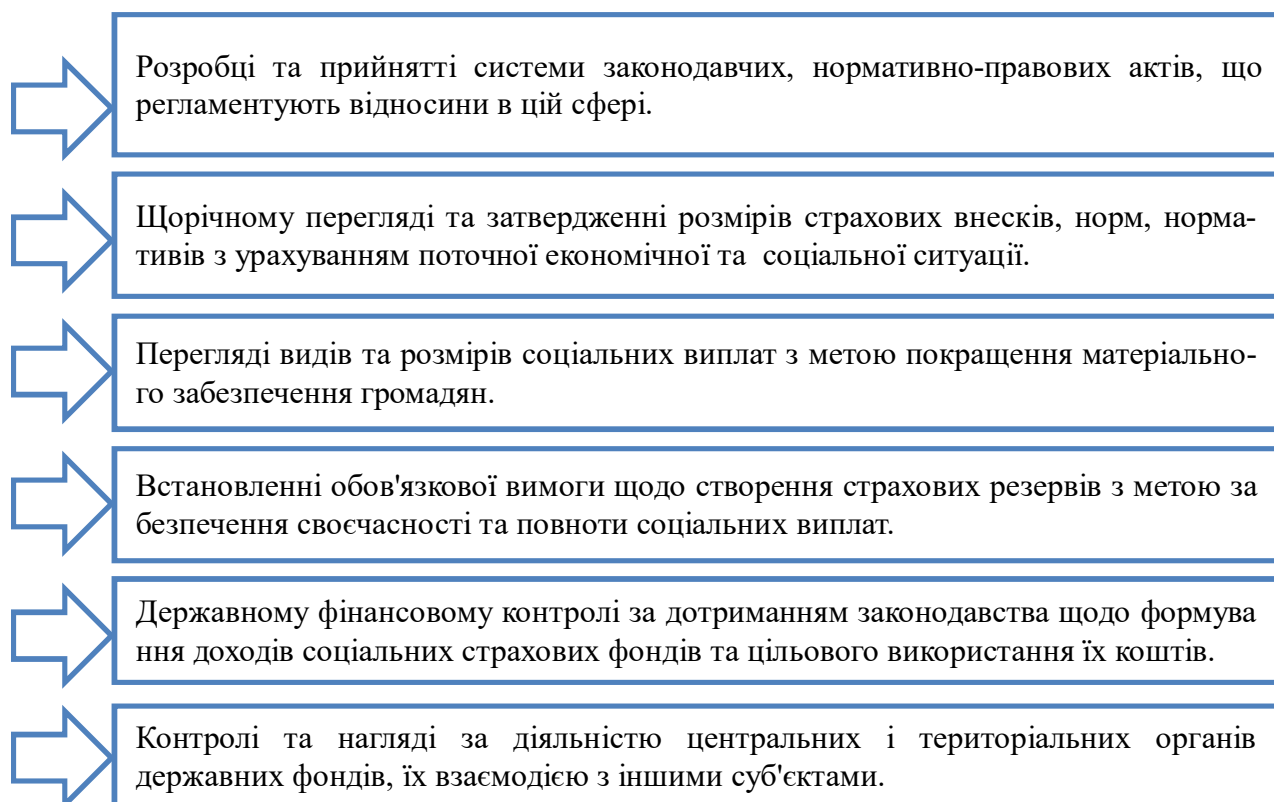 Розробці та прийнятті системи законодавчих, нормативно-правових актів, що
регламентують відносини в цій сфері.
Щорічному перегляді та затвердженні розмірів страхових внесків, норм, норма-
тивів з урахуванням поточної економічної та соціальної ситуації.
Перегляді видів та розмірів соціальних виплат з метою покращення матеріально-
го забезпечення громадян.
Встановленні обов'язкової вимоги щодо створення страхових резервів з метою за
безпечення своєчасності та повноти соціальних виплат.
Державному фінансовому контролі за дотриманням законодавства щодо формува
ння доходів соціальних страхових фондів та цільового використання їх коштів.
Контролі та нагляді за діяльністю центральних і територіальних органів
державних фондів, їх взаємодією з іншими суб'єктами.